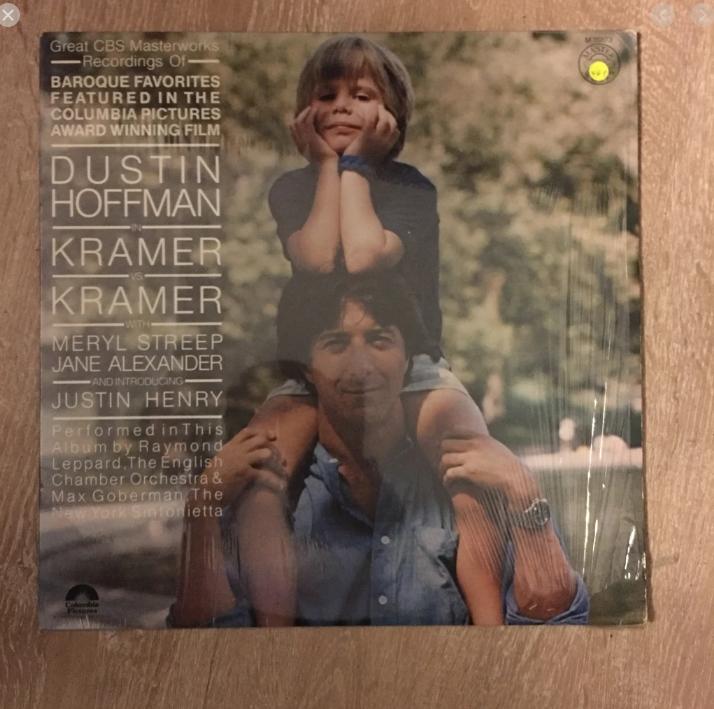 Great CBS Masterworks
Recordings Of
BAROQUE FAVORITES
FEATURED IN THE
COLUMBIA PICTURES
AWARD WINNING FILM
DUSTIN
HOFFMAN
IN
KRAMER
VS.
KRAMER
WITH
MERYL STREEP
JANE ALEXANDER
AND INTRODUCING
JUSTIN HENRY
Performed in This
Album by Raymond
Leppard, The English
Chamber Orchestra &
Max Goberman, The
New York Sinfonietta
Columbia
Pictures